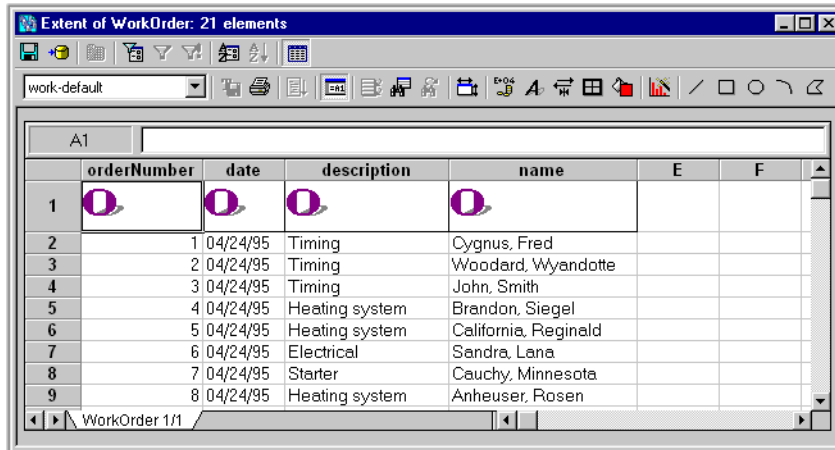 Extent of WorkOrder: 21 elements
work-default
A1
orderNumber date description name E F
1
2 1 04/24/95 Timing Cygnus, Fred
3 2 04/24/95 Timing Woodard, Wyandotte
4 3 04/24/95 Timing John, Smith
5 4 04/24/95 Heating system Brandon, Siegel
6 5 04/24/95 Heating system California, Reginald
7 6 04/24/95 Electrical Sandra, Lana
8 7 04/24/95 Starter Cauchy, Minnesota
9 8 04/24/95 Heating system Anheuser, Rosen
WorkOrder 1/1